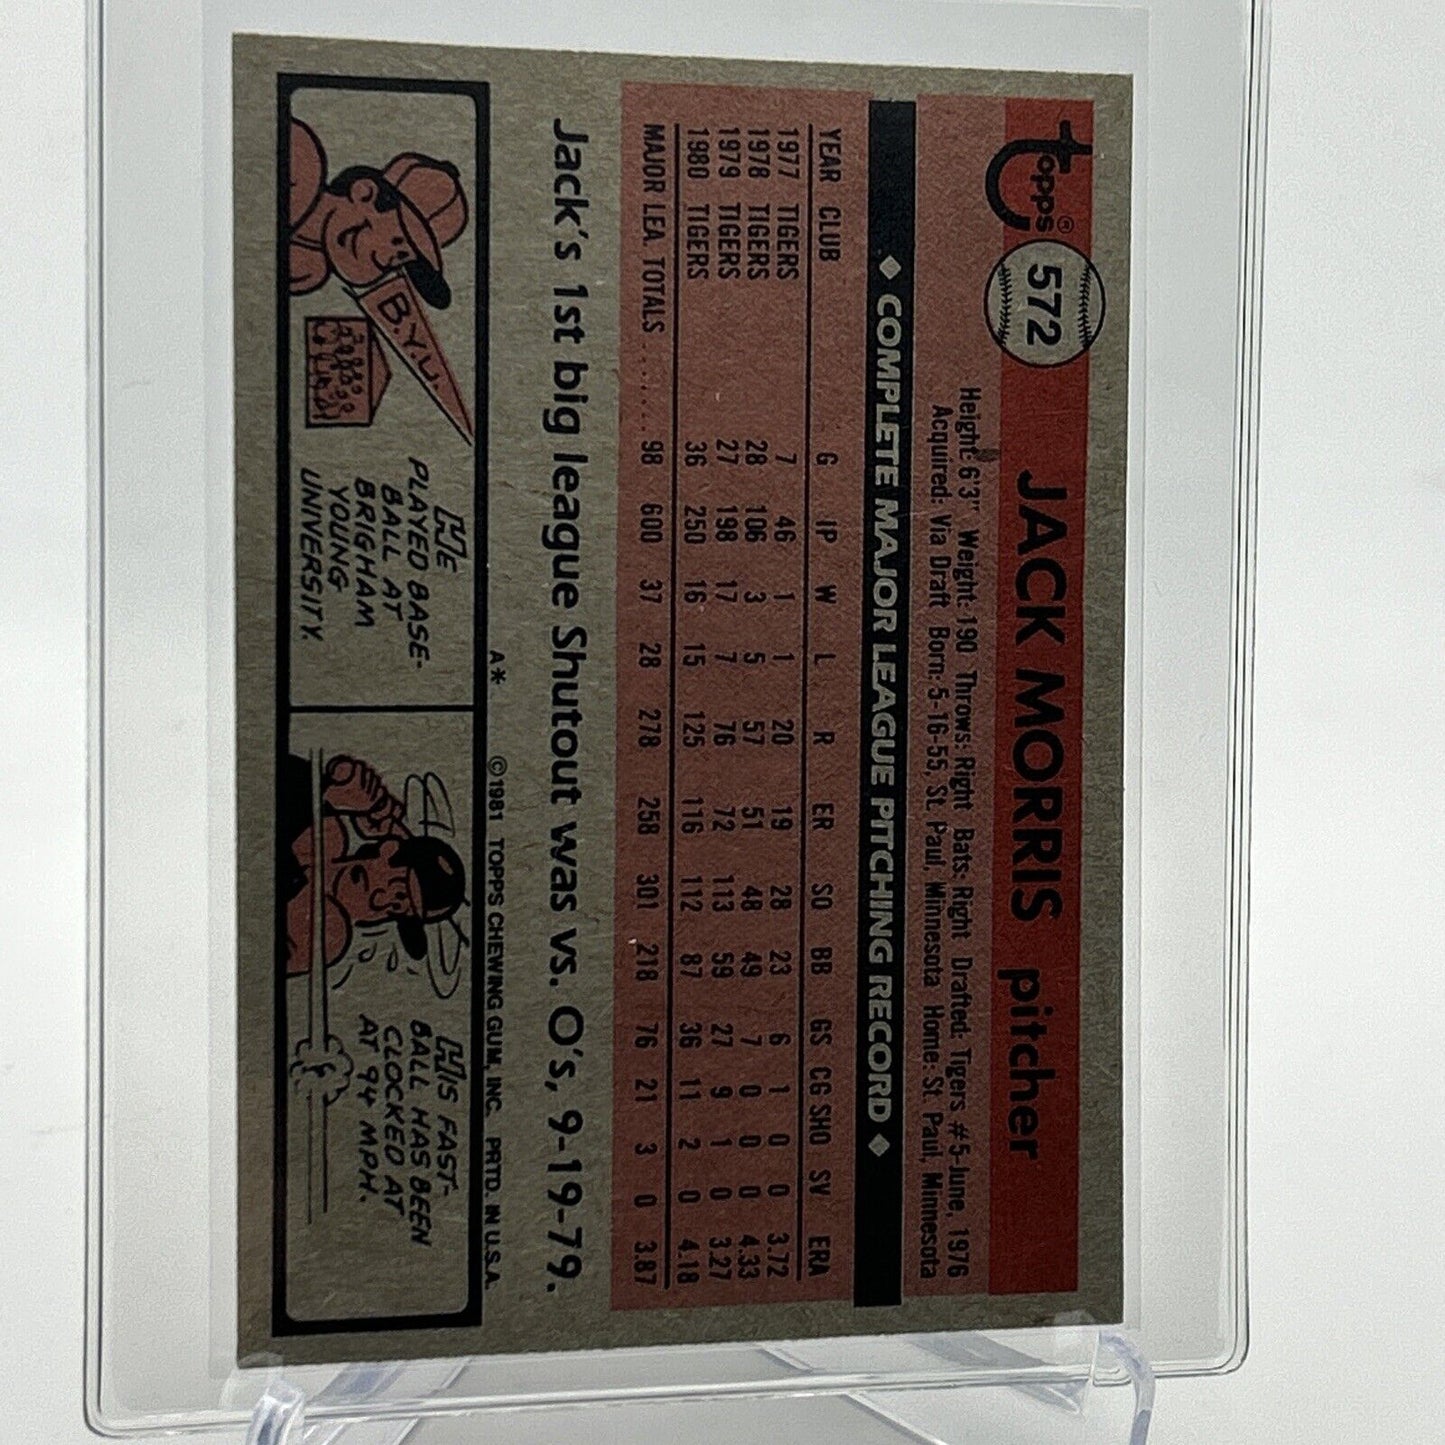 topps®
572
JACK MORRIS pitcher
Height: 6'3" Weight: 190 Throws: Right Bats: Right Drafted: Tigers #5-June, 1976
Acquired: Via Draft Born: 5-16-55, St. Paul, Minnesota Home: St. Paul, Minnesota
◆ COMPLETE MAJOR LEAGUE PITCHING RECORD ◆
YEAR CLUB G IP W L R ER SO BB GS CG SHO SV ERA
1977 TIGERS 7 46 1 1 20 19 28 23 6 1 0 0 3.72
1978 TIGERS 28 106 3 5 57 51 48 49 7 0 0 0 4.33
1979 TIGERS 27 198 17 7 76 72 113 59 27 9 1 0 3.27
1980 TIGERS 36 250 16 15 125 116 112 87 36 11 2 0 4.18
MAJOR LEA. TOTALS ....... 98 600 37 28 278 258 301 218 76 21 3 0 3.87
Jack's 1st big league Shutout was vs. O's, 9-19-79.
A* ©1981 TOPPS CHEWING GUM, INC. PRTD. IN U.S.A.
B.Y.U.
HE
PLAYED BASE-
BALL AT
BRIGHAM
YOUNG
UNIVERSITY.
HIS FAST-
BALL HAS BEEN
CLOCKED AT
AT 94 MPH.